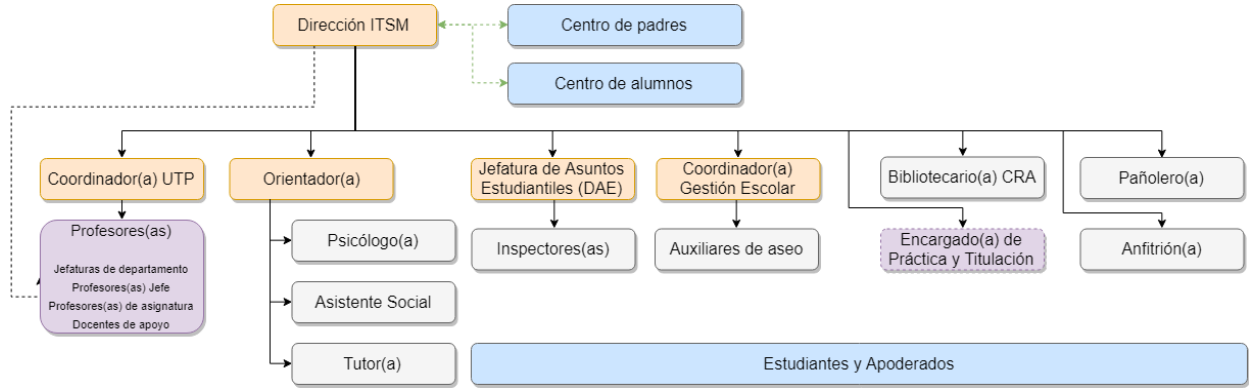 Dirección ITSM
Centro de padres
Centro de alumnos
Coordinador(a) UTP
Orientador(a)
Jefatura de Asuntos
Estudiantiles (DAE)
Coordinador(a)
Gestión Escolar
Bibliotecario(a) CRA
Pañolero(a)
Profesores(as)
Jefaturas de departamento
Profesores(as) Jefe
Profesores(as) de asignatura
Docentes de apoyo
Psicólogo(a)
Asistente Social
Tutor(a)
Inspectores(as)
Auxiliares de aseo
Encargado(a) de
Práctica y Titulación
Anfitrión(a)
Estudiantes y Apoderados